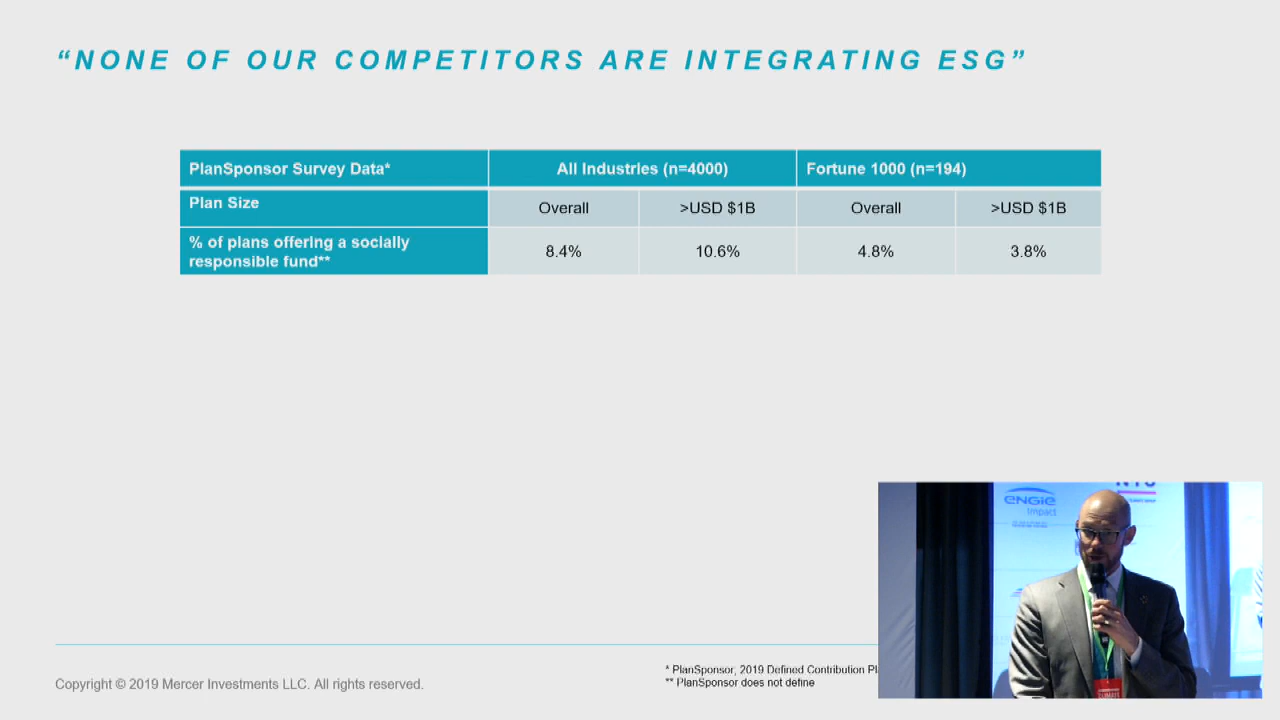 “NONE OF OUR COMPETITORS ARE INTEGRATING ESG”
PlanSponsor Survey Data* All Industries (n=4000) Fortune 1000 (n=194)
Plan Size Overall >USD $1B Overall >USD $1B
% of plans offering a socially
responsible fund** 8.4% 10.6% 4.8% 3.8%
ENGIE
Impact
* PlanSponsor, 2019 Defined Contribution
** PlanSponsor does not define
Copyright © 2019 Mercer Investments LLC. All rights reserved.
CLIMATE